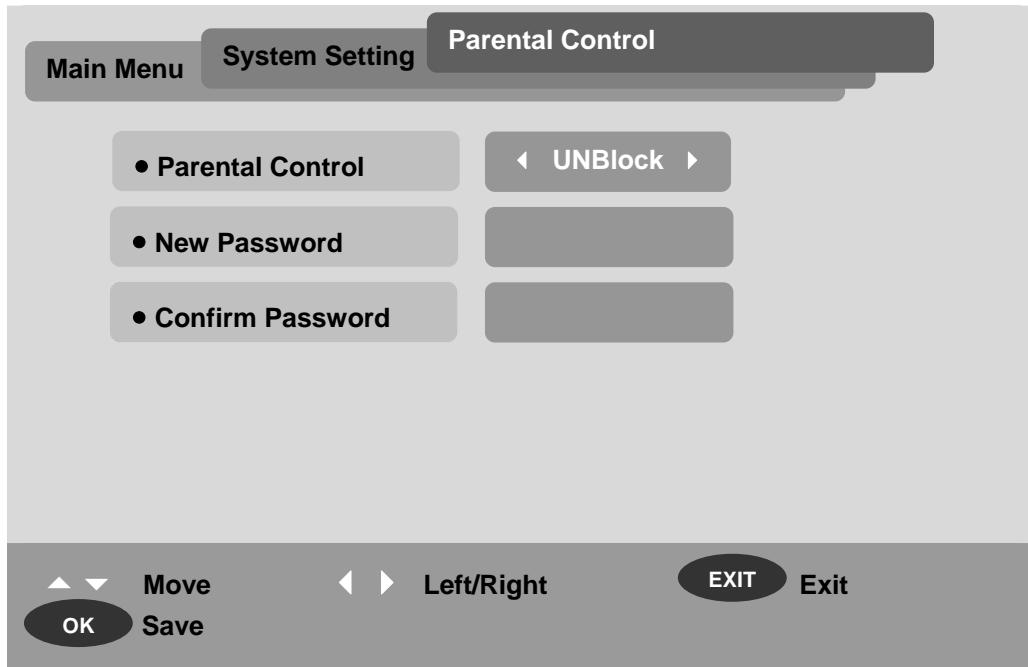 Main Menu System Setting Parental Control
• Parental Control UNBlock
• New Password
• Confirm Password
Move Left/Right EXIT Exit
OK Save